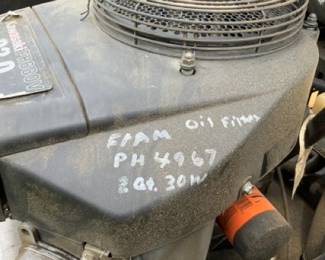 FRAM Oil Filter
PH 4967
2 Qt. 30W